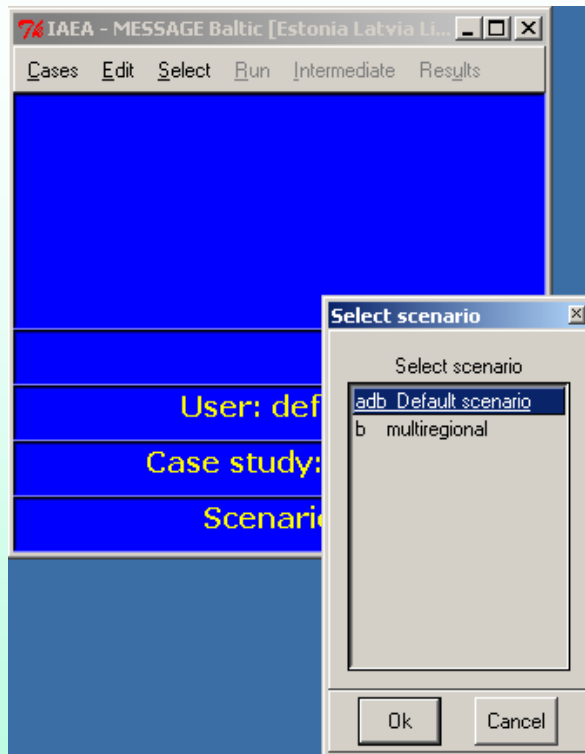 IAEA - MESSAGE Baltic [Estonia Latvia Li...
Cases Edit Select Run Intermediate Results
User: def
Case study:
Scenario
Select scenario
Select scenario
adb Default scenario
b multiregional
Ok Cancel